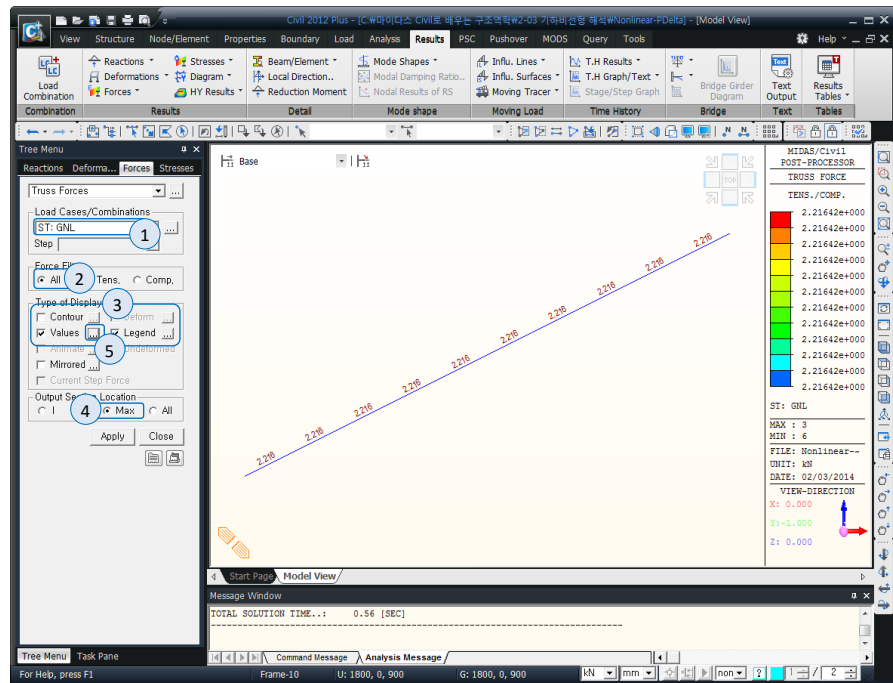 Civil 2012 Plus - [C:₩마이다스 Civil로 배우는 구조역학₩2-03 기하비선형 해석₩Nonlinear-PDelta] - [Model View]
View Structure Node/Element Properties Boundary Load Analysis Results PSC Pushover MODS Query Tools Help
Load Combination
Reactions
Deformations
Forces
Stresses
Diagram
HY Results
Beam/Element
Local Direction..
Reduction Moment
Mode Shapes
Modal Damping Ratio..
Nodal Results of RS
Influ. Lines
Influ. Surfaces
Moving Tracer
T.H Results
T.H Graph/Text
Stage/Step Graph
Bridge Girder Diagram
Text Output
Results Tables
Combination Results Detail Mode shape Moving Load Time History Bridge Text Tables
Tree Menu
Reactions Deforma... Forces Stresses
Truss Forces
...
Load Cases/Combinations
ST: GNL
...
1
Step
Force Fil
All
2
Tens.
Comp.
3
Type of Display
Contour ...
Deform ...
Values ...
Legend ...
5
Animate
Undeformed
Mirrored ...
Current Step Force
Output Se Location
I
4
Max
All
Apply Close
Tree Menu Task Pane
Base
TOP
2.216
2.216
2.216
2.216
2.216
2.216
2.216
2.216
2.216
2.216
MIDAS/Civil
POST-PROCESSOR
TRUSS FORCE
TENS./COMP.
2.21642e+000
2.21642e+000
2.21642e+000
2.21642e+000
2.21642e+000
2.21642e+000
2.21642e+000
2.21642e+000
2.21642e+000
2.21642e+000
2.21642e+000
2.21642e+000
ST: GNL
MAX : 3
MIN : 6
FILE: Nonlinear-~
UNIT: kN
DATE: 02/03/2014
VIEW-DIRECTION
X: 0.000
Y:-1.000
Z: 0.000
Start Page Model View
Message Window
TOTAL SOLUTION TIME..: 0.56 [SEC]
Command Message Analysis Message
For Help, press F1
Frame-10
U: 1800, 0, 900
G: 1800, 0, 900
kN mm
non
?
1 / 2